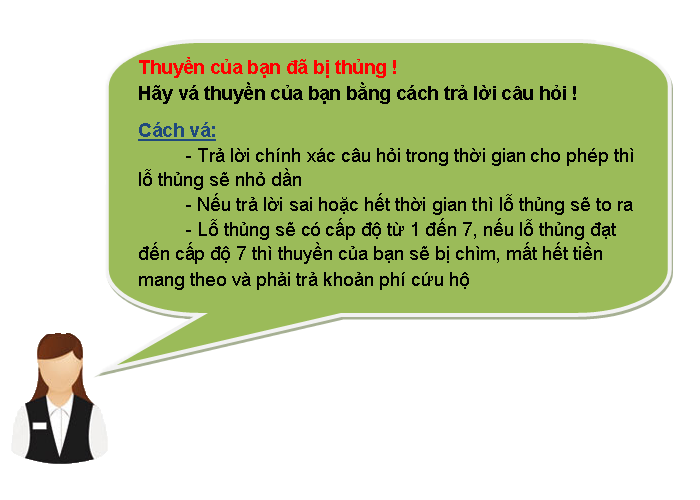 Thuyền của bạn đã bị thủng !
Hãy vá thuyền của bạn bằng cách trả lời câu hỏi !
Cách vá:
- Trả lời chính xác câu hỏi trong thời gian cho phép thì
lỗ thủng sẽ nhỏ dần
- Nếu trả lời sai hoặc hết thời gian thì lỗ thủng sẽ to ra
- Lỗ thủng sẽ có cấp độ từ 1 đến 7, nếu lỗ thủng đạt
đến cấp độ 7 thì thuyền của bạn sẽ bị chìm, mất hết tiền
mang theo và phải trả khoản phí cứu hộ